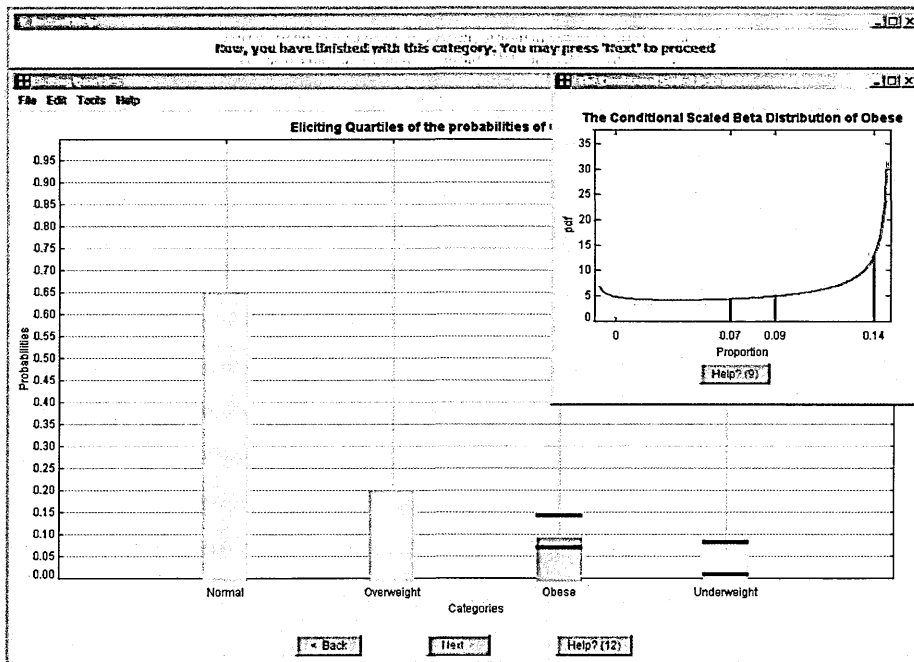 Now, you have finished with this category. You may press 'Next' to proceed
File Edit Tools Help
Eliciting Quartiles of the probabilities of
The Conditional Scaled Beta Distribution of Obese
35
30
25
20
15
10
5
0
pdf
0 0.07 0.09 0.14
Proportion
Help? (9)
0.95
0.90
0.85
0.80
0.75
0.70
0.65
0.60
0.55
0.50
0.45
0.40
0.35
0.30
0.25
0.20
0.15
0.10
0.05
0.00
Probabilities
Normal Overweight Obese Underweight
Categories
< Back Next Help? (12)